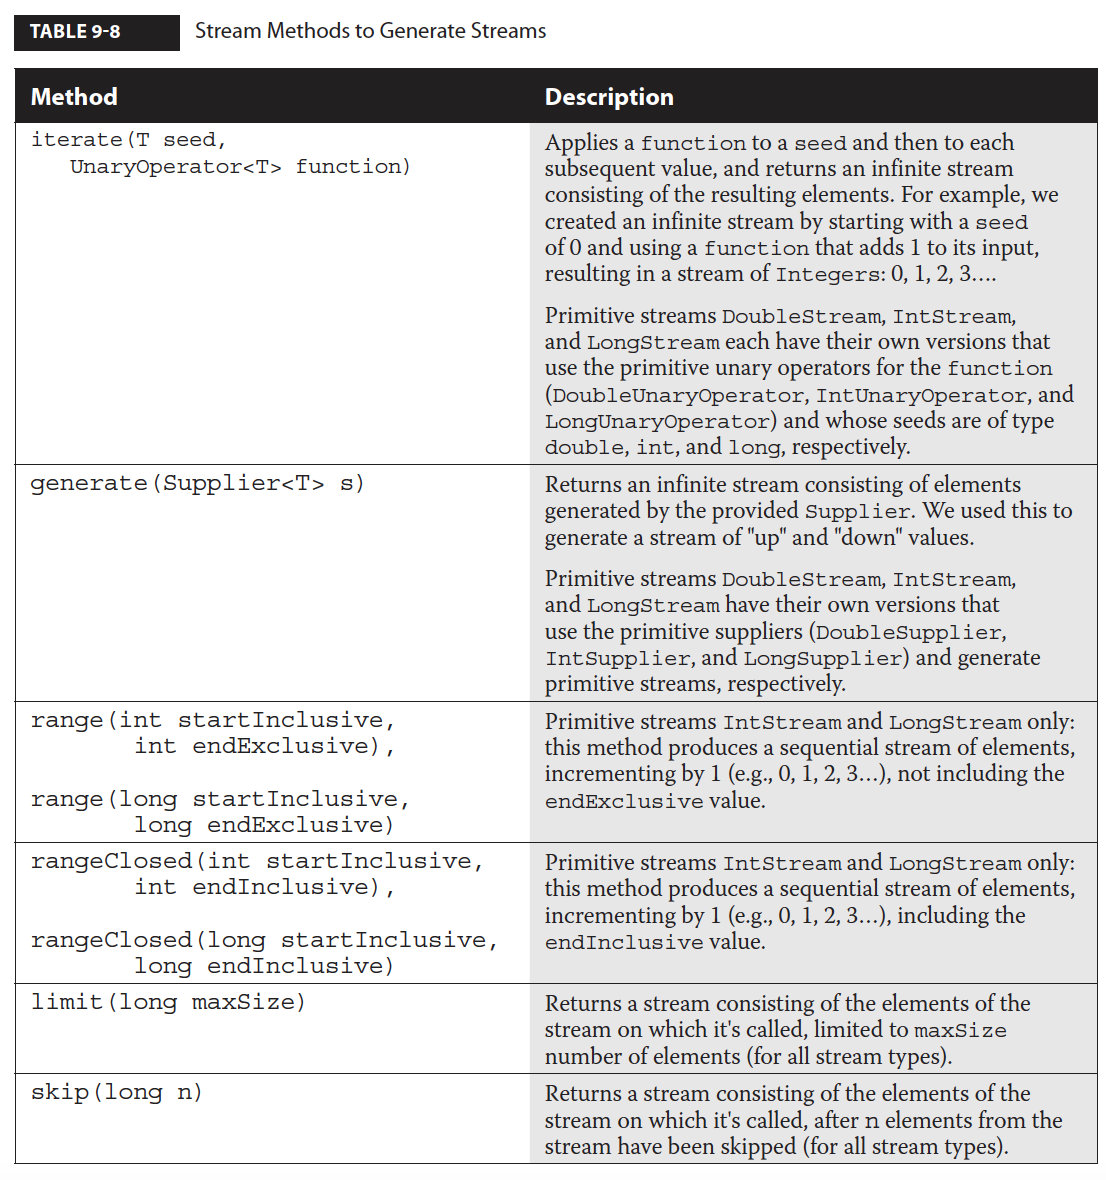 TABLE 9-8 Stream Methods to Generate Streams
Method Description
iterate(T seed,
UnaryOperator<T> function)
Applies a function to a seed and then to each
subsequent value, and returns an infinite stream
consisting of the resulting elements. For example, we
created an infinite stream by starting with a seed
of 0 and using a function that adds 1 to its input,
resulting in a stream of Integers: 0, 1, 2, 3….
Primitive streams DoubleStream, IntStream,
and LongStream each have their own versions that
use the primitive unary operators for the function
(DoubleUnaryOperator, IntUnaryOperator, and
LongUnaryOperator) and whose seeds are of type
double, int, and long, respectively.
generate(Supplier<T> s)
Returns an infinite stream consisting of elements
generated by the provided Supplier. We used this to
generate a stream of "up" and "down" values.
Primitive streams DoubleStream, IntStream,
and LongStream have their own versions that
use the primitive suppliers (DoubleSupplier,
IntSupplier, and LongSupplier) and generate
primitive streams, respectively.
range(int startInclusive,
int endExclusive),
range(long startInclusive,
long endExclusive)
Primitive streams IntStream and LongStream only:
this method produces a sequential stream of elements,
incrementing by 1 (e.g., 0, 1, 2, 3…), not including the
endExclusive value.
rangeClosed(int startInclusive,
int endInclusive),
rangeClosed(long startInclusive,
long endInclusive)
Primitive streams IntStream and LongStream only:
this method produces a sequential stream of elements,
incrementing by 1 (e.g., 0, 1, 2, 3…), including the
endInclusive value.
limit(long maxSize)
Returns a stream consisting of the elements of the
stream on which it's called, limited to maxSize
number of elements (for all stream types).
skip(long n)
Returns a stream consisting of the elements of the
stream on which it's called, after n elements from the
stream have been skipped (for all stream types).